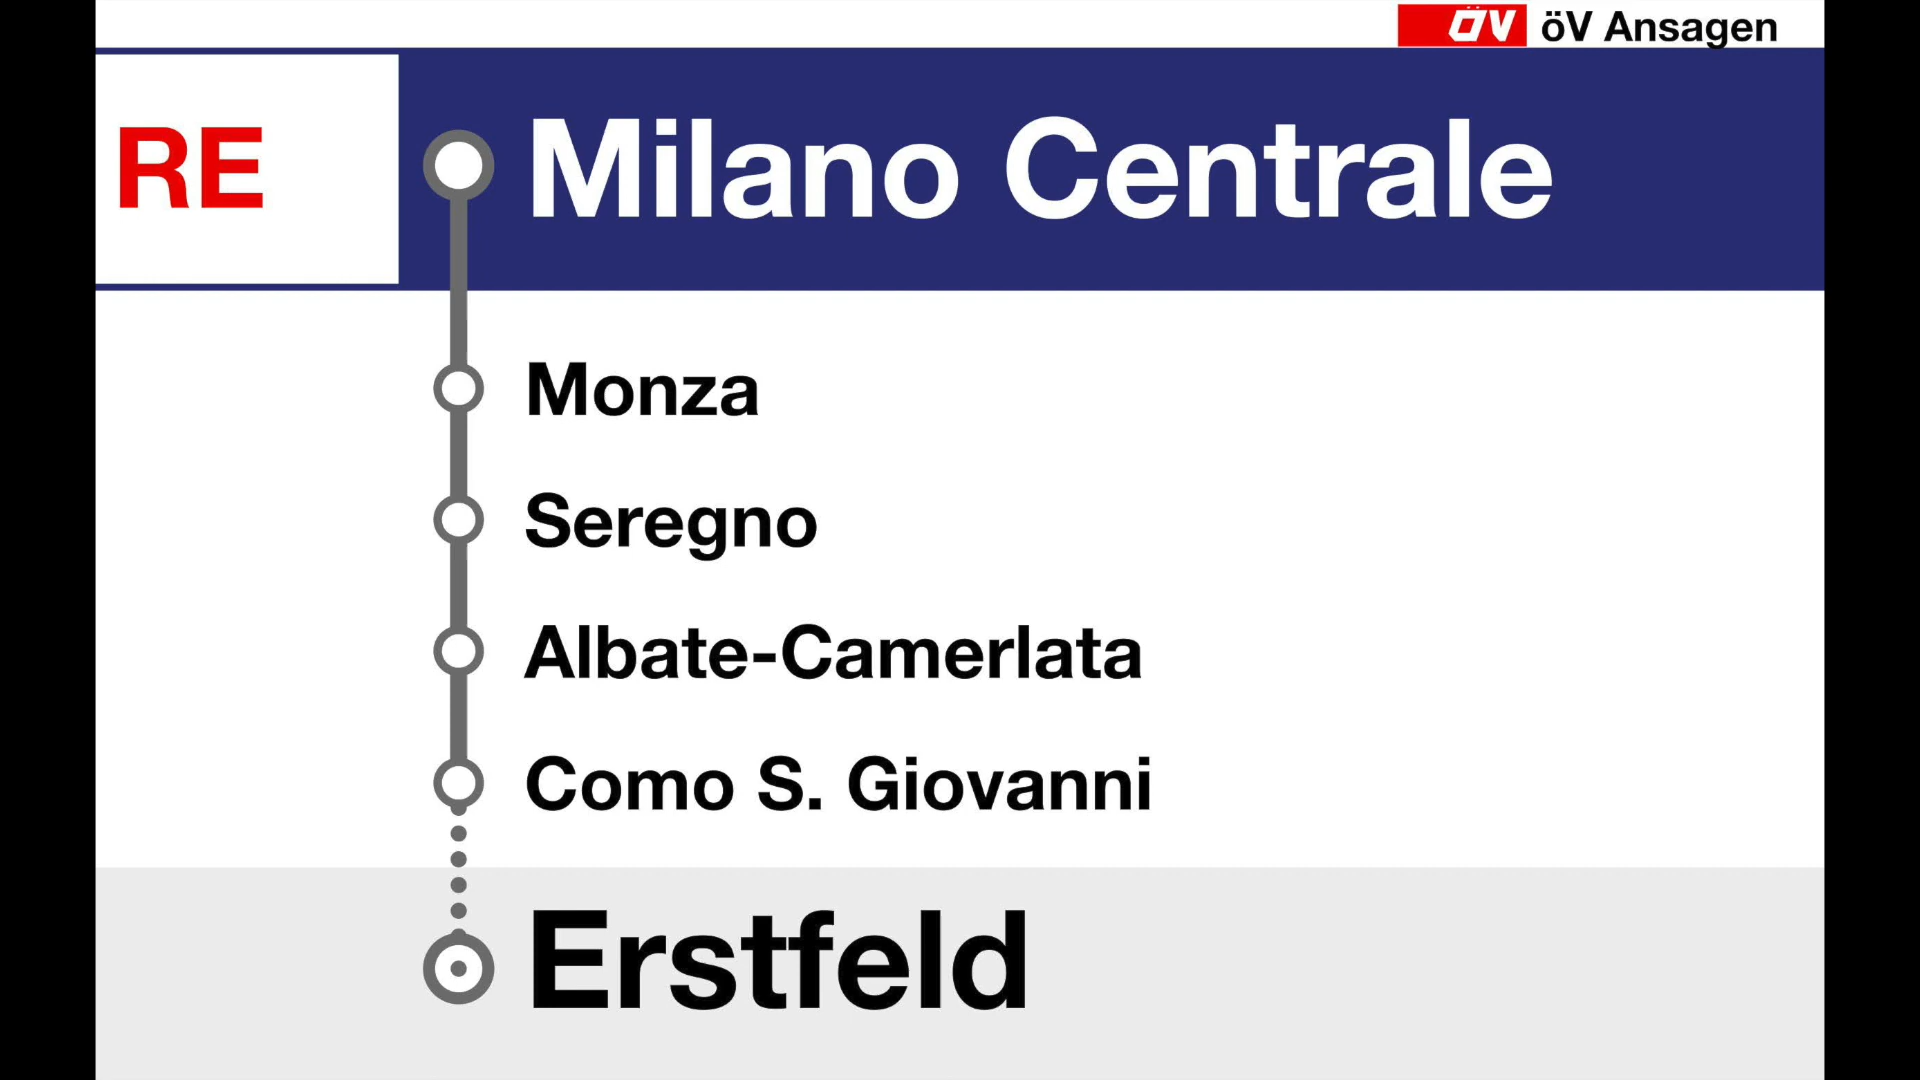 ÖV öV Ansagen
RE
Milano Centrale
Monza
Seregno
Albate-Camerlata
Como S. Giovanni
Erstfeld